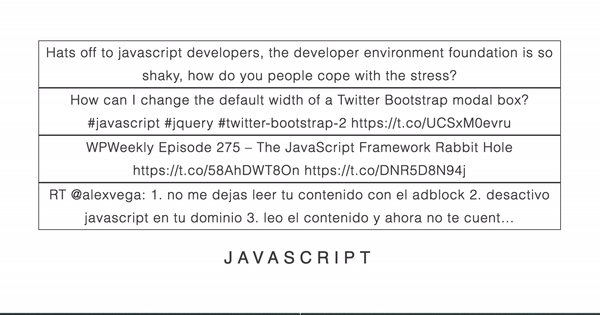 Hats off to javascript developers, the developer environment foundation is so
shaky, how do you people cope with the stress?
How can I change the default width of a Twitter Bootstrap modal box?
#javascript #jquery #twitter-bootstrap-2 https://t.co/UCSxM0evru
WPWeekly Episode 275 – The JavaScript Framework Rabbit Hole
https://t.co/58AhDWT8On https://t.co/DNR5D8N94j
RT @alexvega: 1. no me dejas leer tu contenido con el adblock 2. desactivo
javascript en tu dominio 3. leo el contenido y ahora no te cuent…
JAVASCRIPT